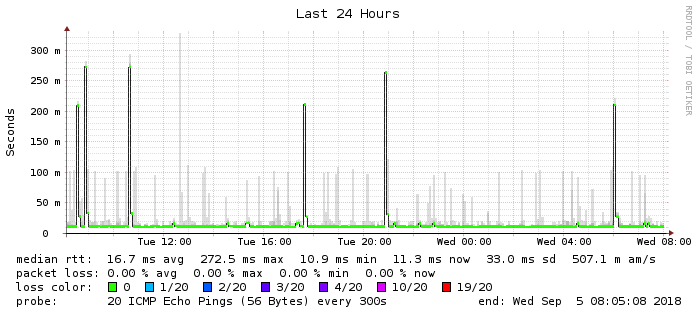 Last 24 Hours
RRDTOOL / TOBI OETIKER
Seconds
300 m
250 m
200 m
150 m
100 m
50 m
0
Tue 12:00 Tue 16:00 Tue 20:00 Wed 00:00 Wed 04:00 Wed 08:00
median rtt: 16.7 ms avg 272.5 ms max 10.9 ms min 11.3 ms now 33.0 ms sd 507.1 m am/s
packet loss: 0.00 % avg 0.00 % max 0.00 % min 0.00 % now
loss color: 0 1/20 2/20 3/20 4/20 10/20 19/20
probe: 20 ICMP Echo Pings (56 Bytes) every 300s end: Wed Sep 5 08:05:08 2018